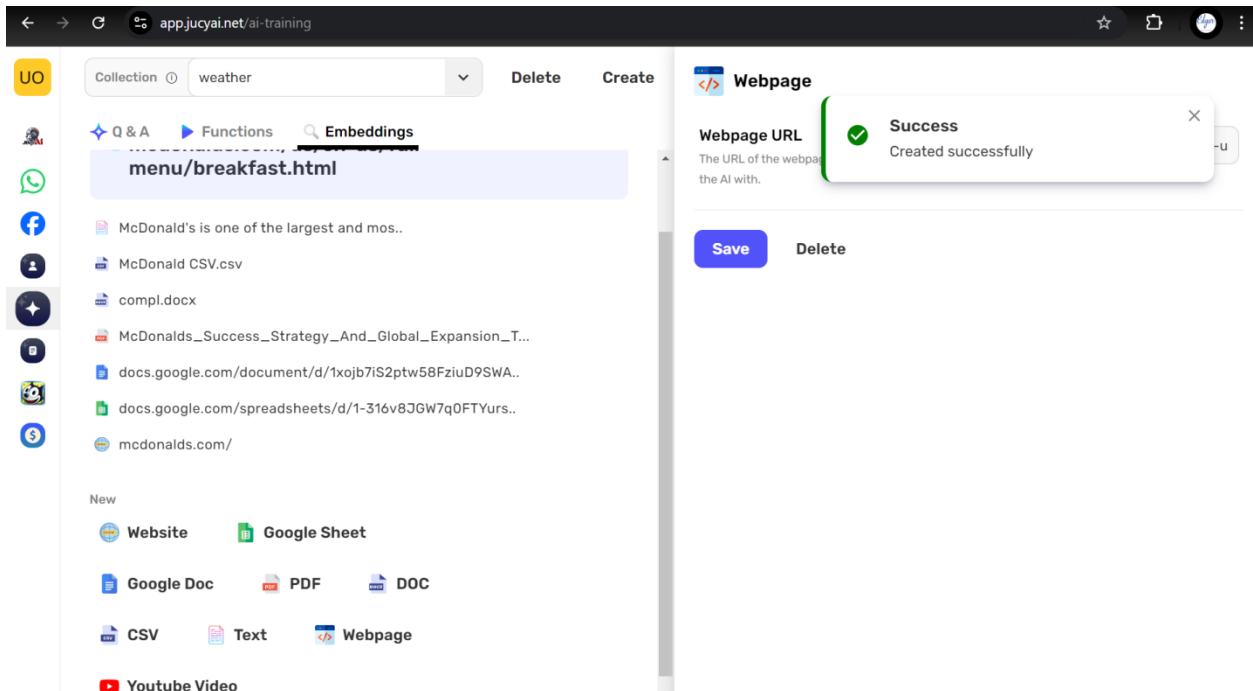 app.jucyai.net/ai-training
UO
Collection
weather
Delete
Create
Q & A
Functions
Embeddings
menu/breakfast.html
McDonald's is one of the largest and mos..
McDonald CSV.csv
compl.docx
McDonalds_Success_Strategy_And_Global_Expansion_T...
docs.google.com/document/d/1xojb7iS2ptw58FziuD9SWA..
docs.google.com/spreadsheets/d/1-316v8JGW7q0FTYurs..
mcdonalds.com/
New
Website
Google Sheet
Google Doc
PDF
DOC
CSV
Text
Webpage
Youtube Video
Webpage
Webpage URL
The URL of the webpag
the AI with.
-u
Success
Created successfully
Save
Delete